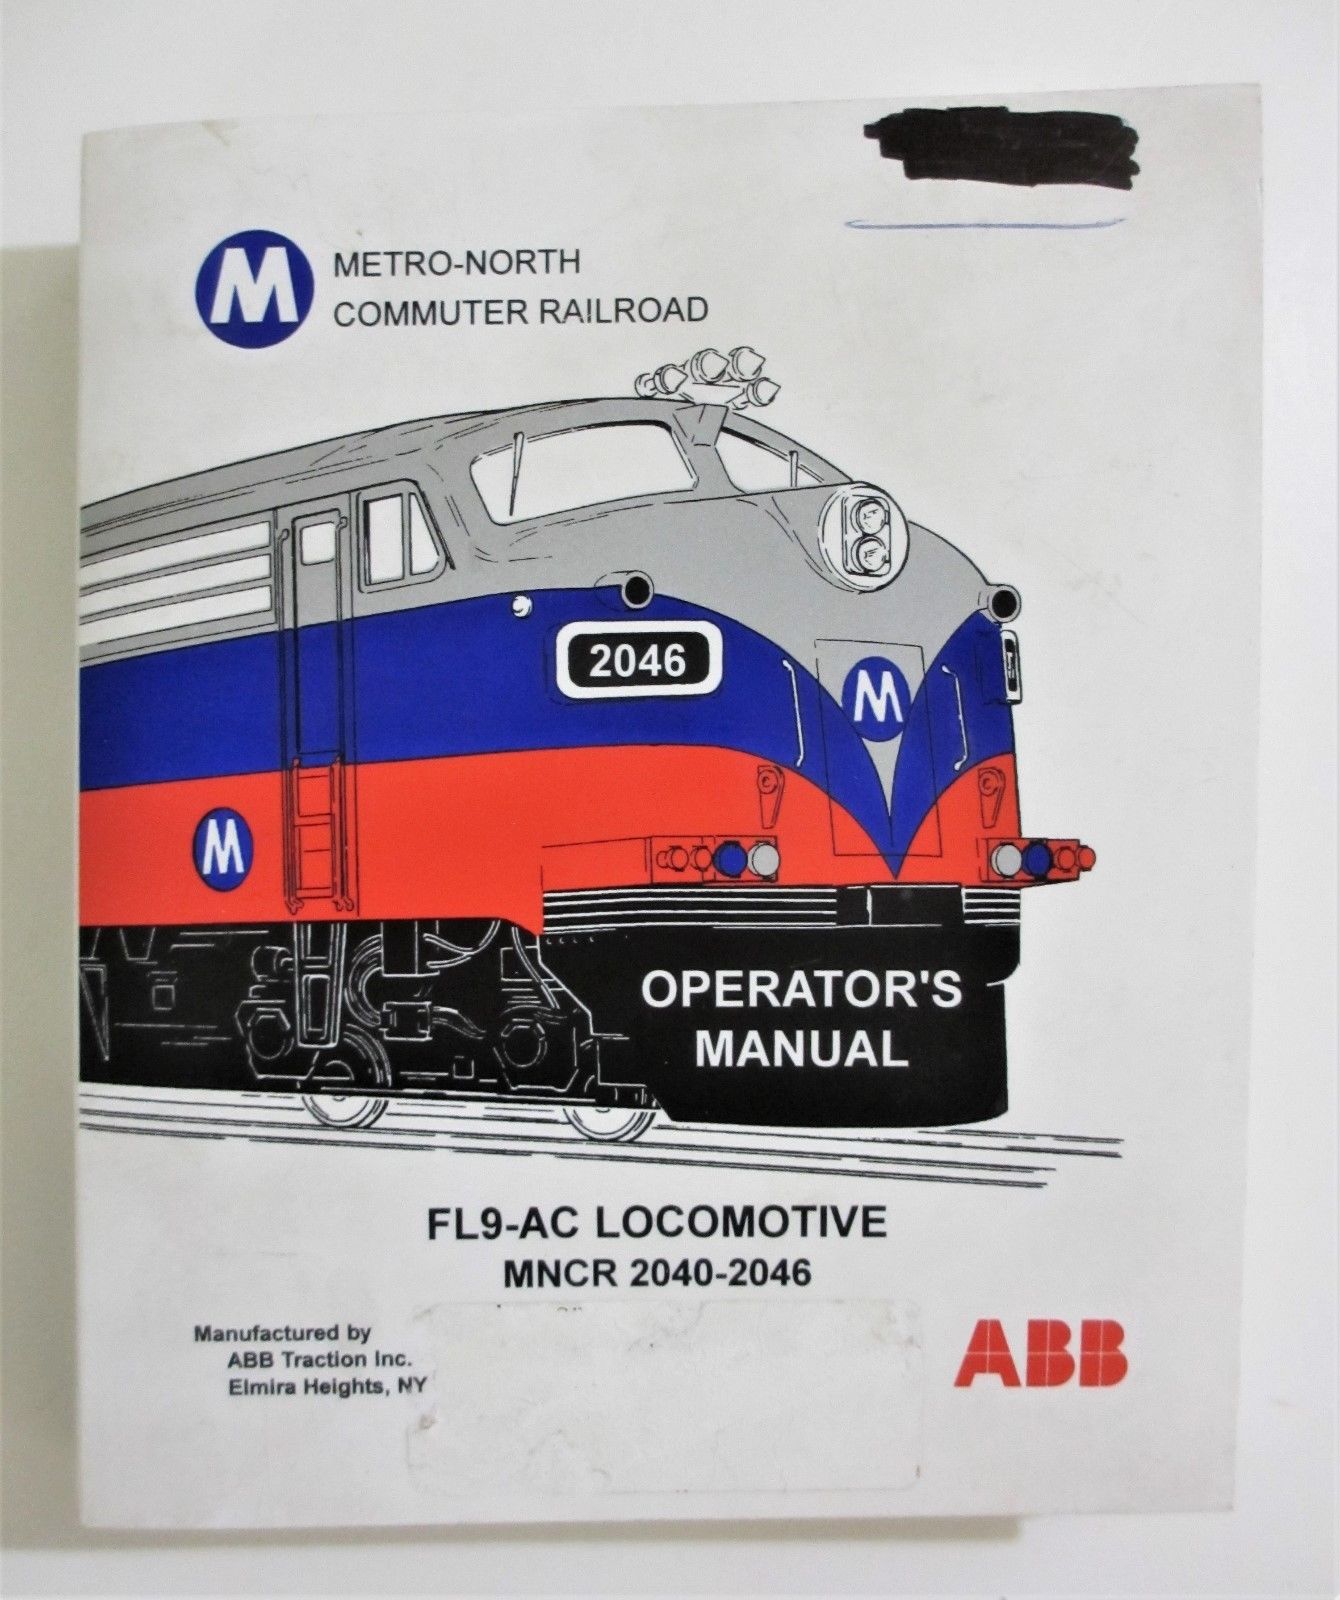 M METRO-NORTH
COMMUTER RAILROAD
2046
M
M
OPERATOR'S
MANUAL
FL9-AC LOCOMOTIVE
MNCR 2040-2046
Manufactured by
ABB Traction Inc.
Elmira Heights, NY
ABB